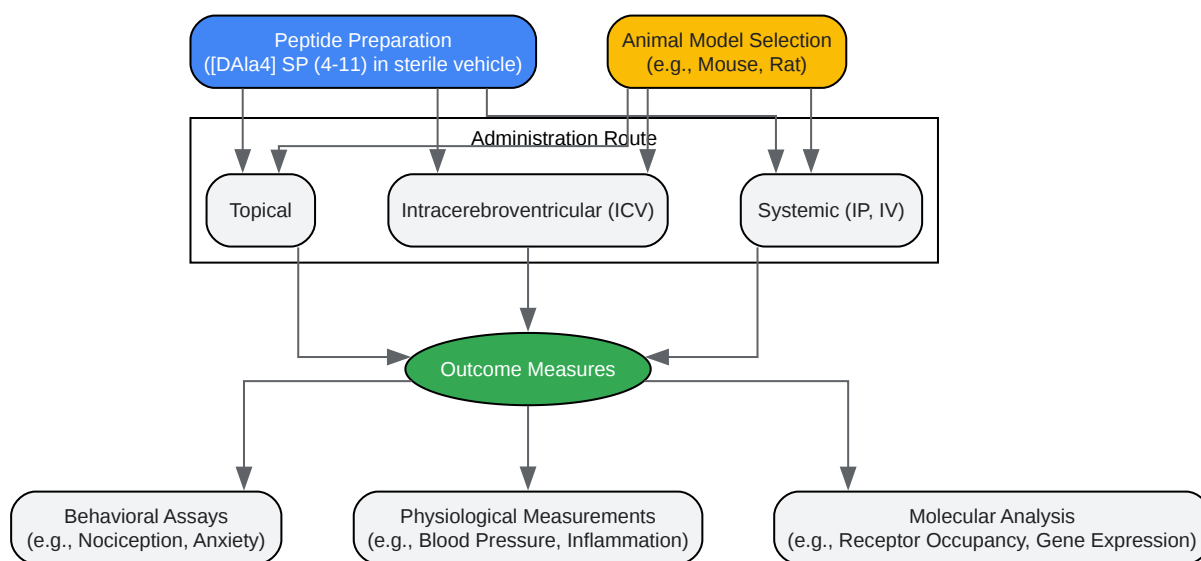 Peptide Preparation
([DAla4] SP (4-11) in sterile vehicle)
Animal Model Selection
(e.g., Mouse, Rat)
Administration Route
Topical
Intracerebroventricular (ICV)
Systemic (IP, IV)
Outcome Measures
Behavioral Assays
(e.g., Nociception, Anxiety)
Physiological Measurements
(e.g., Blood Pressure, Inflammation)
Molecular Analysis
(e.g., Receptor Occupancy, Gene Expression)